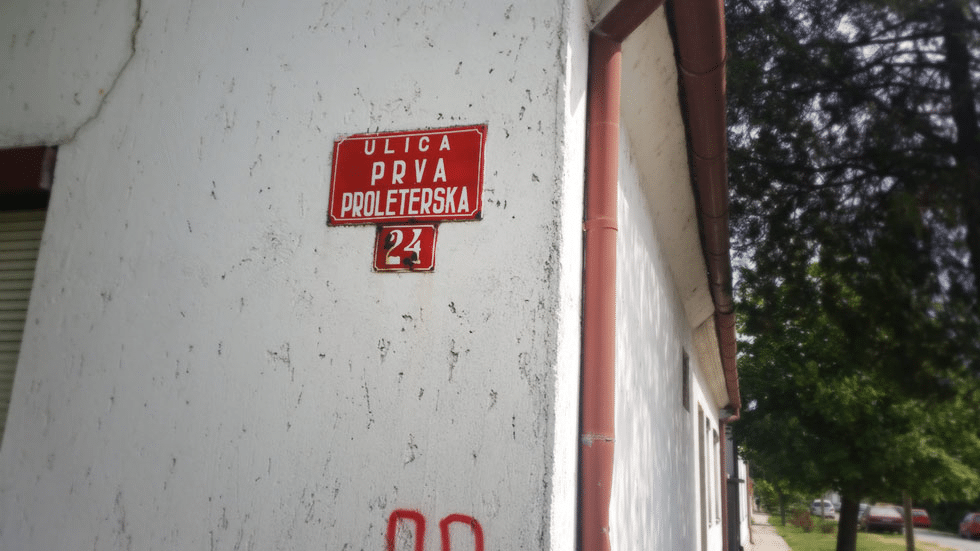 ULICA
PRVA
PROLETERSKA
24